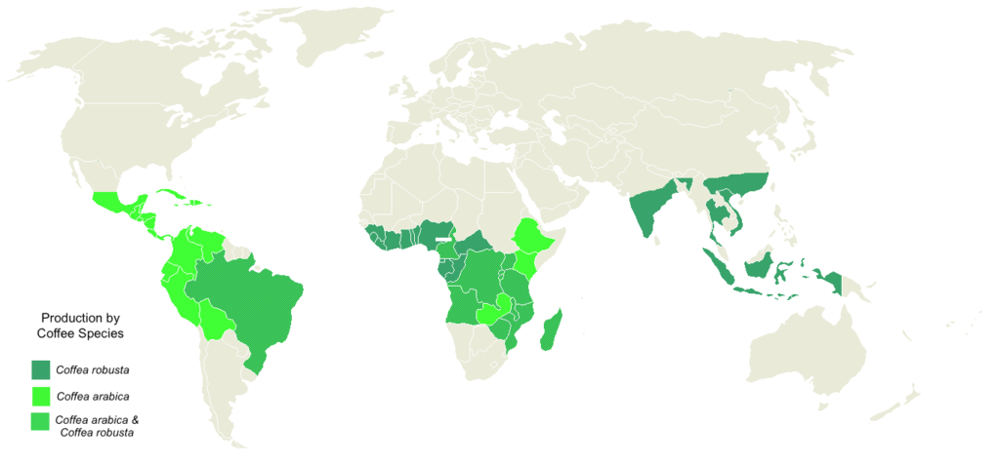 Production by
Coffee Species
Coffea robusta
Coffea arabica
Coffea arabica &
Coffea robusta